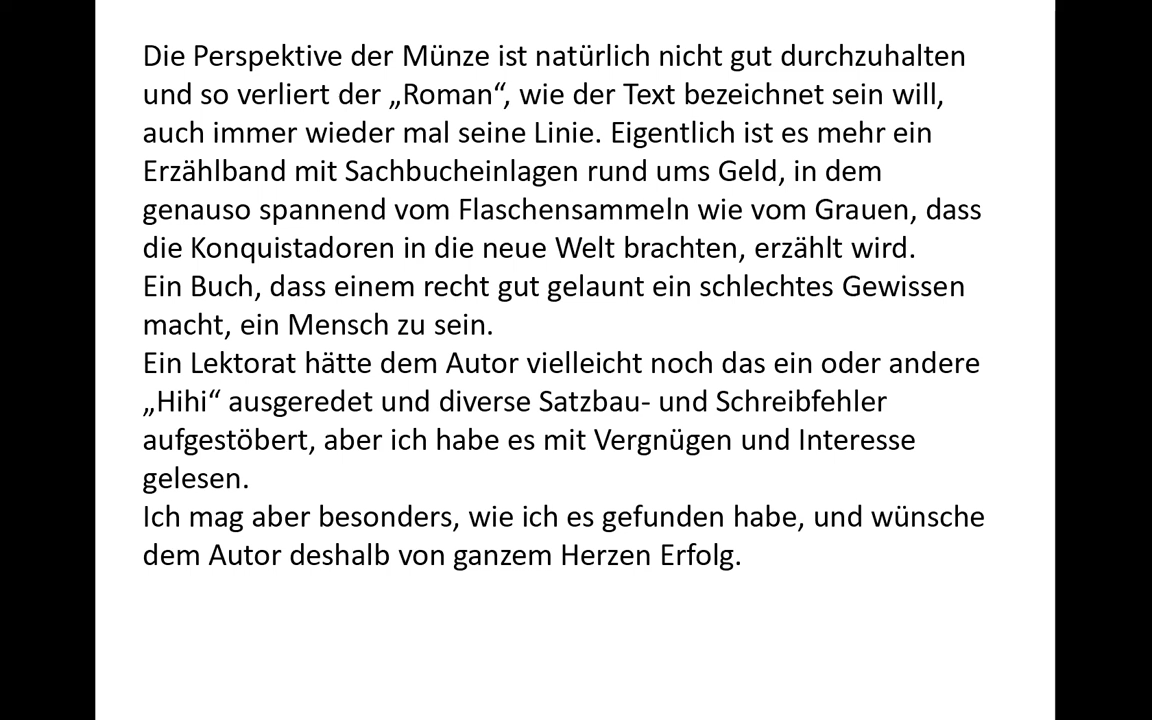 Die Perspektive der Münze ist natürlich nicht gut durchzuhalten
und so verliert der „Roman“, wie der Text bezeichnet sein will,
auch immer wieder mal seine Linie. Eigentlich ist es mehr ein
Erzählband mit Sachbucheinlagen rund ums Geld, in dem
genauso spannend vom Flaschensammeln wie vom Grauen, dass
die Konquistadoren in die neue Welt brachten, erzählt wird.
Ein Buch, dass einem recht gut gelaunt ein schlechtes Gewissen
macht, ein Mensch zu sein.
Ein Lektorat hätte dem Autor vielleicht noch das ein oder andere
„Hihi“ ausgeredet und diverse Satzbau- und Schreibfehler
aufgestöbert, aber ich habe es mit Vergnügen und Interesse
gelesen.
Ich mag aber besonders, wie ich es gefunden habe, und wünsche
dem Autor deshalb von ganzem Herzen Erfolg.